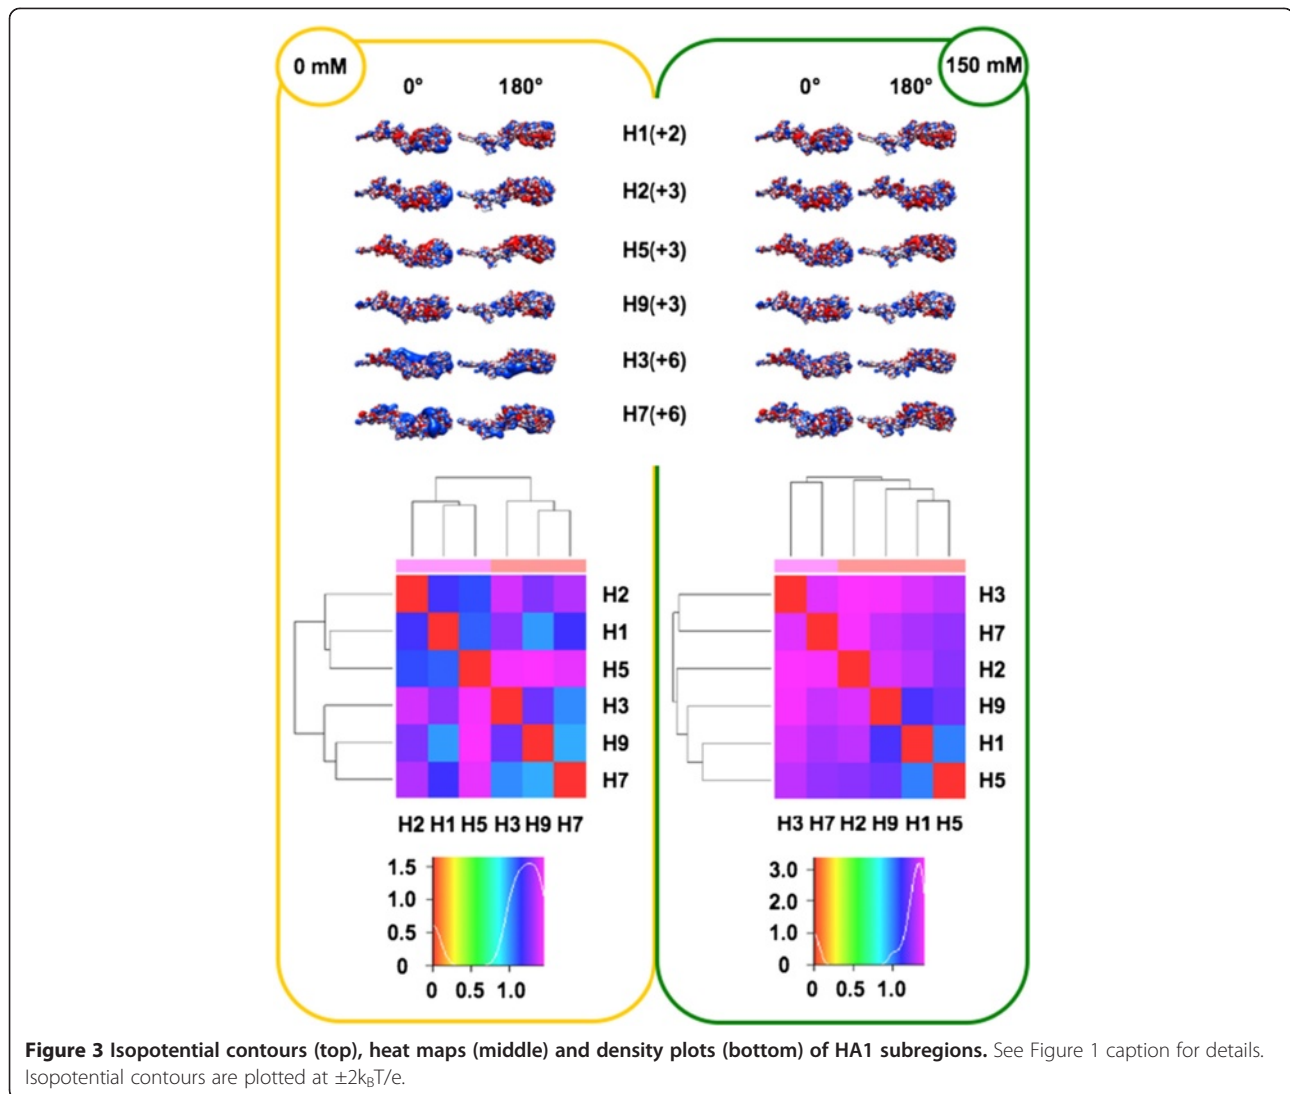 0 mM
150 mM
0° 180° 0° 180°
H1(+2)
H2(+3)
H5(+3)
H9(+3)
H3(+6)
H7(+6)
H2
H1
H5
H3
H9
H7
H2 H1 H5 H3 H9 H7
1.5
1.0
0.5
0
0 0.5 1.0
H3
H7
H2
H9
H1
H5
H3 H7 H2 H9 H1 H5
3.0
2.0
1.0
0
0 0.5 1.0
Figure 3 Isopotential contours (top), heat maps (middle) and density plots (bottom) of HA1 subregions. See Figure 1 caption for details.
Isopotential contours are plotted at ±2kBT/e.